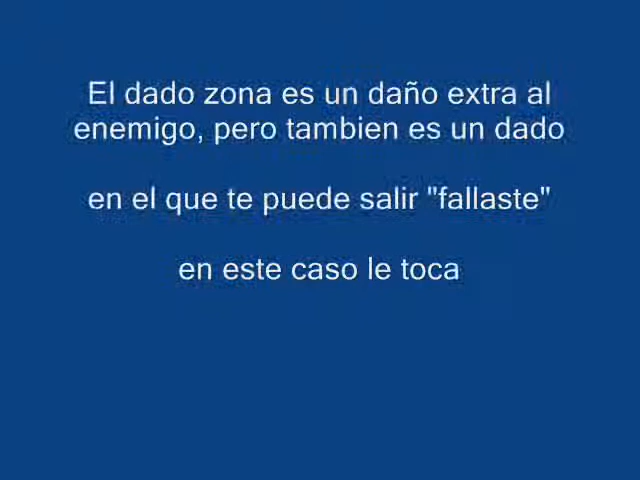 El dado zona es un daño extra al
enemigo, pero tambien es un dado
en el que te puede salir "fallaste"
en este caso le toca